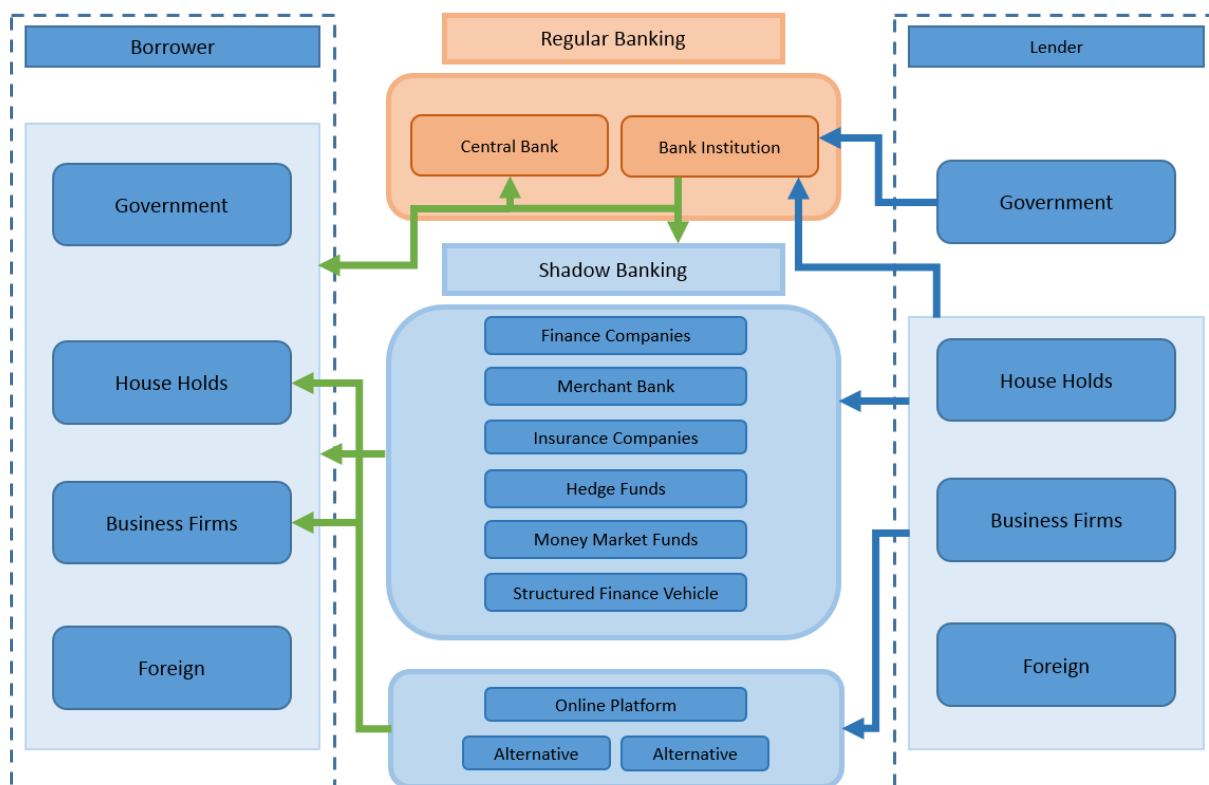 Borrower
Government
House Holds
Business Firms
Foreign
Regular Banking
Central Bank
Bank Institution
Shadow Banking
Finance Companies
Merchant Bank
Insurance Companies
Hedge Funds
Money Market Funds
Structured Finance Vehicle
Online Platform
Alternative
Alternative
Lender
Government
House Holds
Business Firms
Foreign